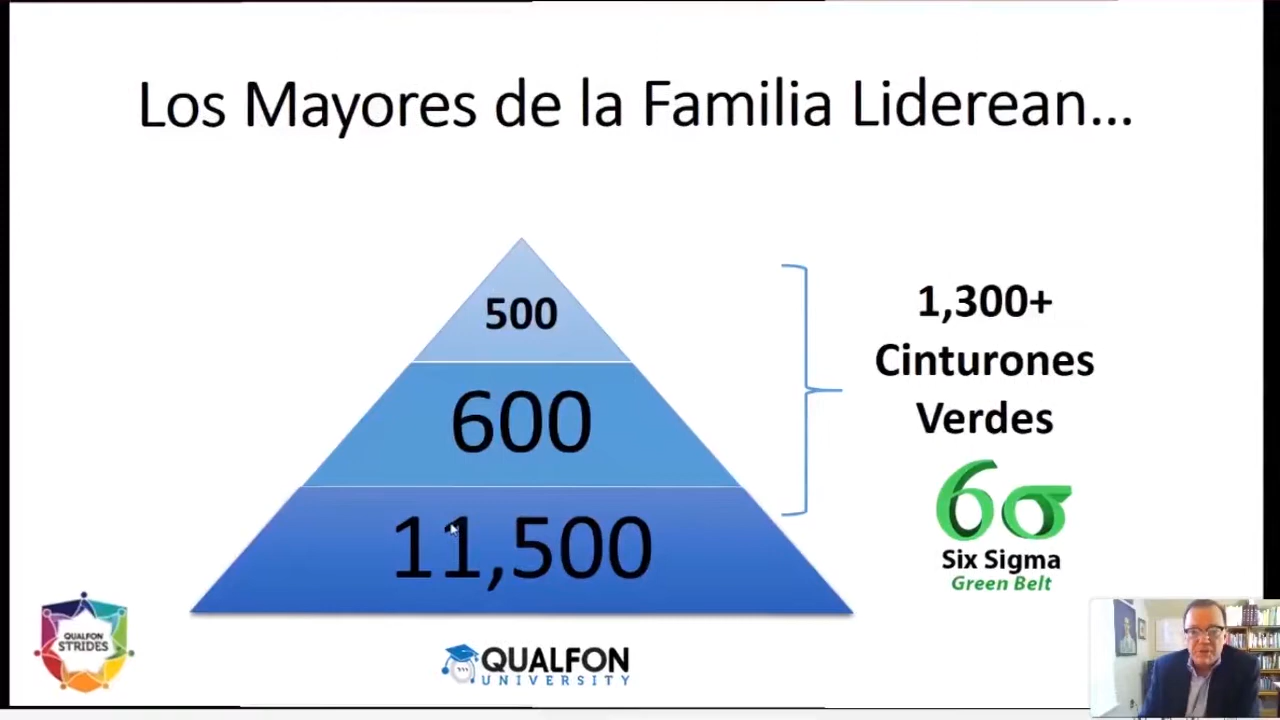 Los Mayores de la Familia Liderean...
500
600
11,500
1,300+
Cinturones
Verdes
6σ
Six Sigma
Green Belt
QUALFON
STRIDES
QUALFON
UNIVERSITY